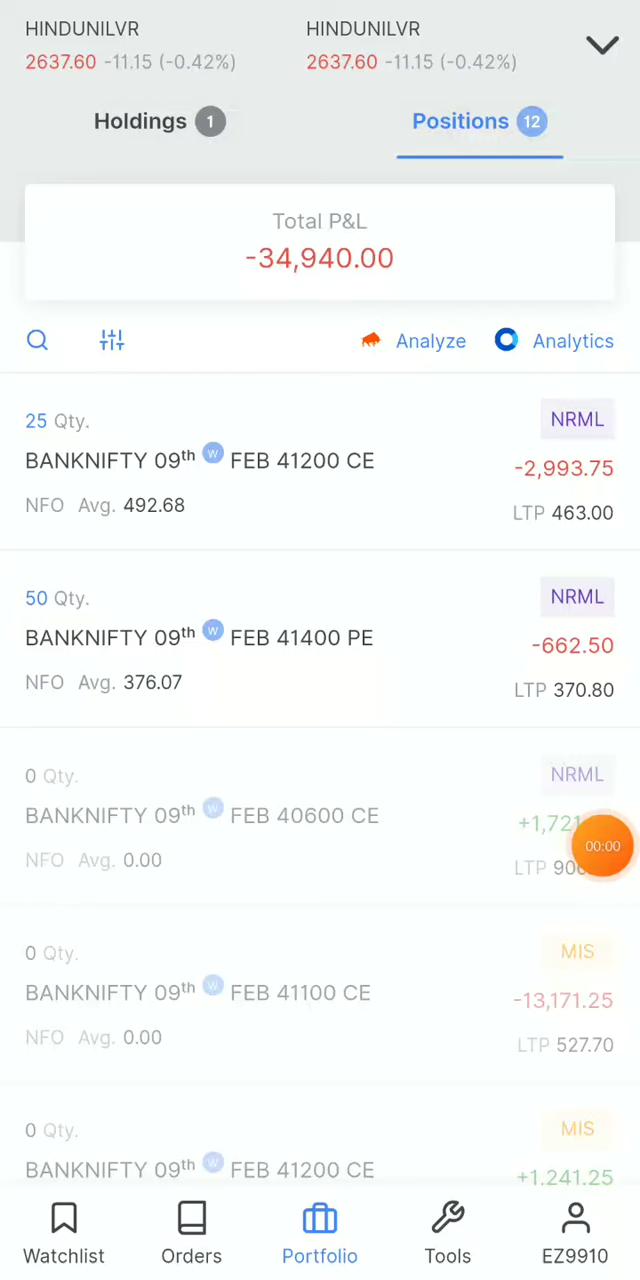 HINDUNILVR HINDUNILVR
2637.60 -11.15 (-0.42%) 2637.60 -11.15 (-0.42%)
Holdings 1 Positions 12
Total P&L
-34,940.00
Analyze Analytics
25 Qty. NRML
BANKNIFTY 09th W FEB 41200 CE -2,993.75
NFO Avg. 492.68 LTP 463.00
50 Qty. NRML
BANKNIFTY 09th W FEB 41400 PE -662.50
NFO Avg. 376.07 LTP 370.80
0 Qty. NRML
BANKNIFTY 09th W FEB 40600 CE
00:00
NFO Avg. 0.00 LTP
0 Qty. MIS
BANKNIFTY 09th W FEB 41100 CE -13,171.25
NFO Avg. 0.00 LTP 527.70
0 Qty. MIS
BANKNIFTY 09th W FEB 41200 CE +1,241.25
Watchlist Orders Portfolio Tools EZ9910